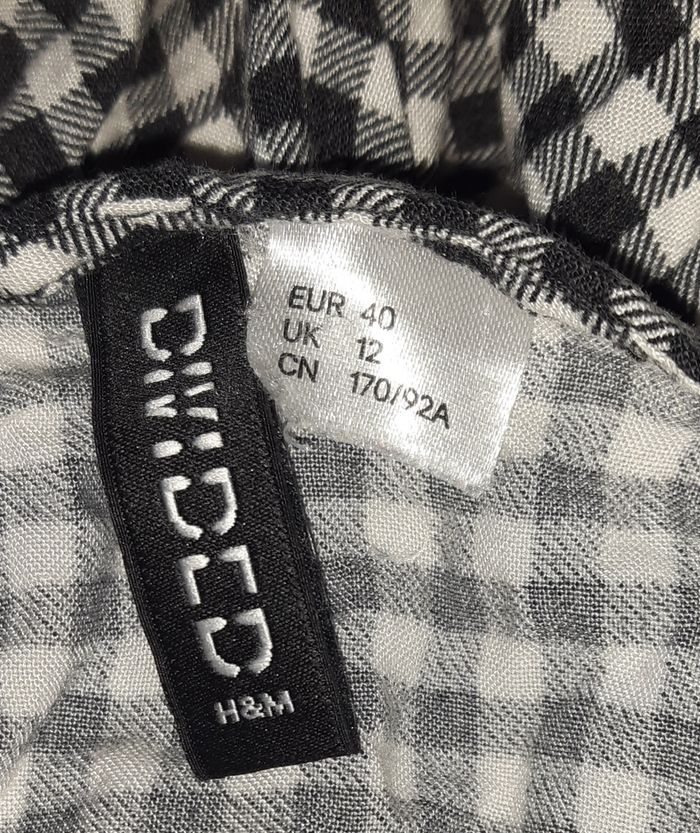 DIVIDED
H&M
EUR 40
UK 12
CN 170/92A